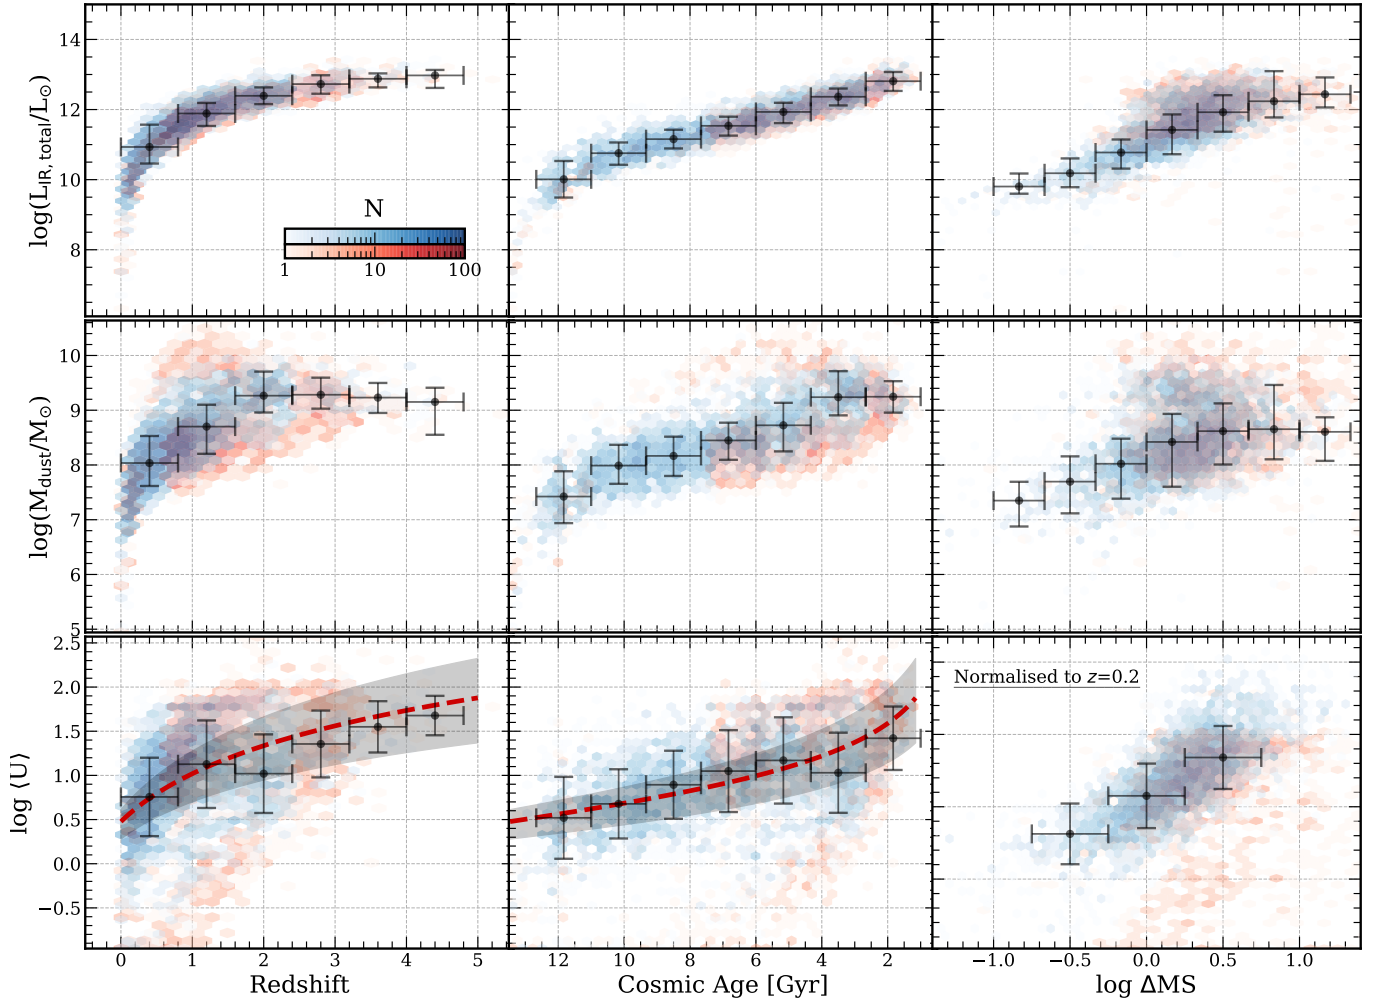 log(L_IR, total/L⊙)
14
12
10
8
N
1 10 100
log(M_dust/M⊙)
10
9
8
7
6
5
log ⟨U⟩
2.5
2.0
1.5
1.0
0.5
0.0
−0.5
Normalised to z=0.2
0 1 2 3 4 5
12 10 8 6 4 2
−1.0 −0.5 0.0 0.5 1.0
Redshift
Cosmic Age [Gyr]
log ΔMS